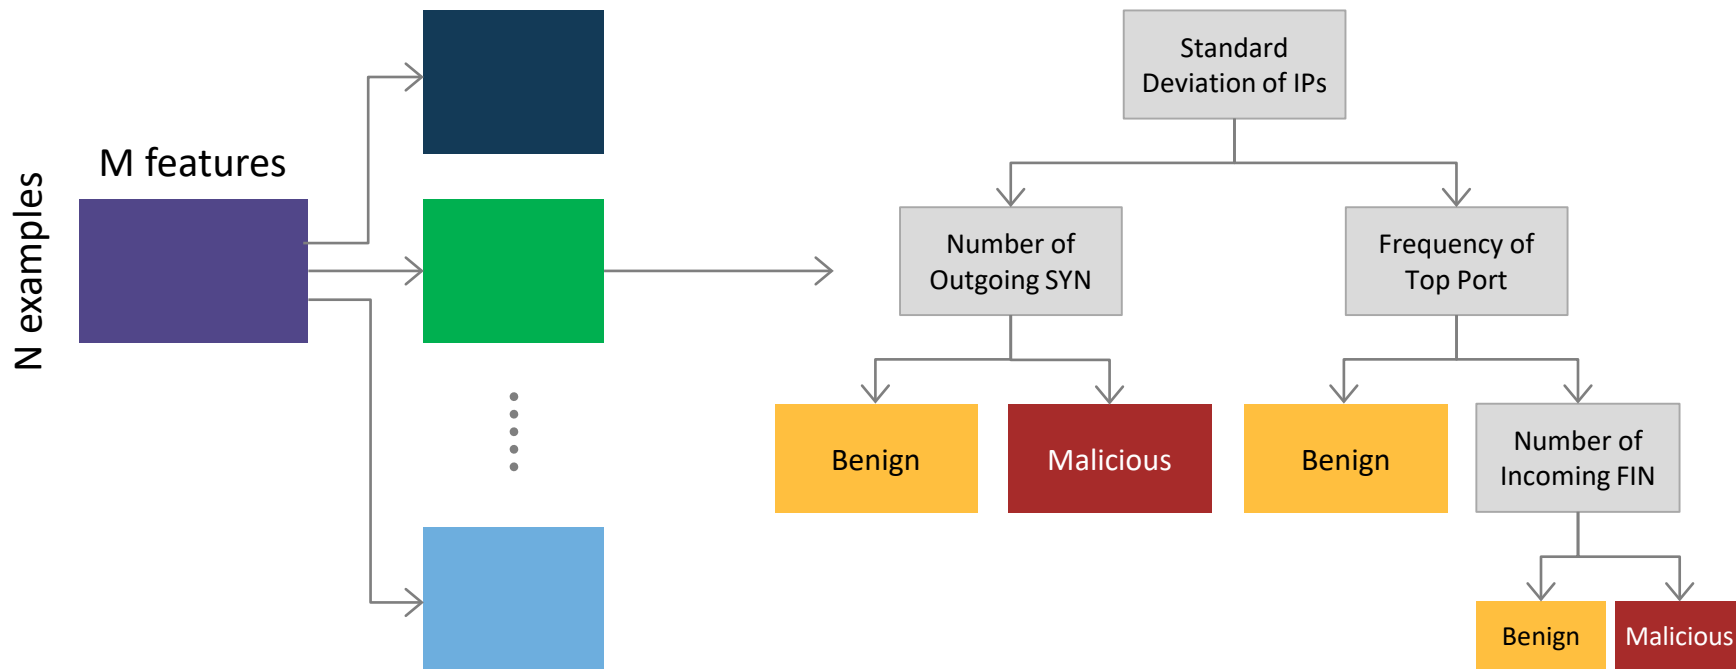 N examples
M features
Standard
Deviation of IPs
Number of
Outgoing SYN
Frequency of
Top Port
Benign
Malicious
Benign
Number of
Incoming FIN
Benign
Malicious